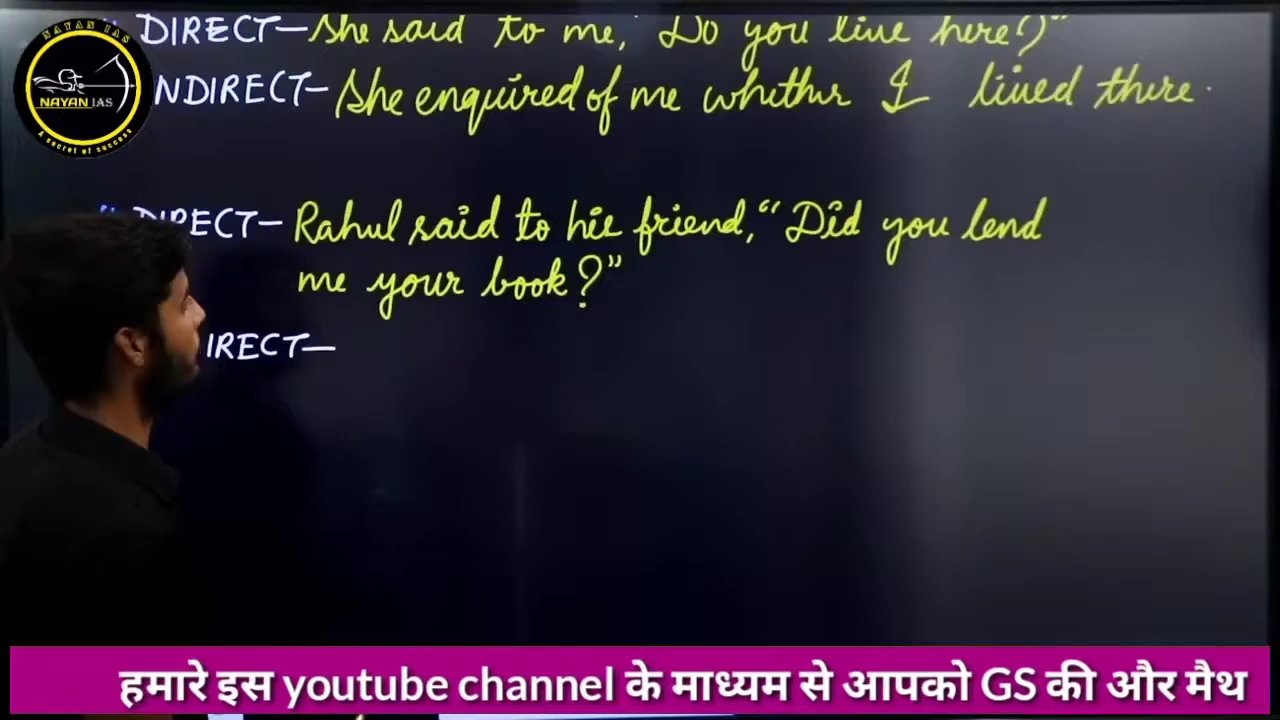 DIRECT— She said to me, "Do you live here?"
NAYAN IAS
NAYAN IAS
A secret of success
NDIRECT— She enquired of me whether I lived there.
DIRECT— Rahul said to his friend, "Did you lend
me your book?"
IRECT—
हमारे इस youtube channel के माध्यम से आपको GS की और मैथ